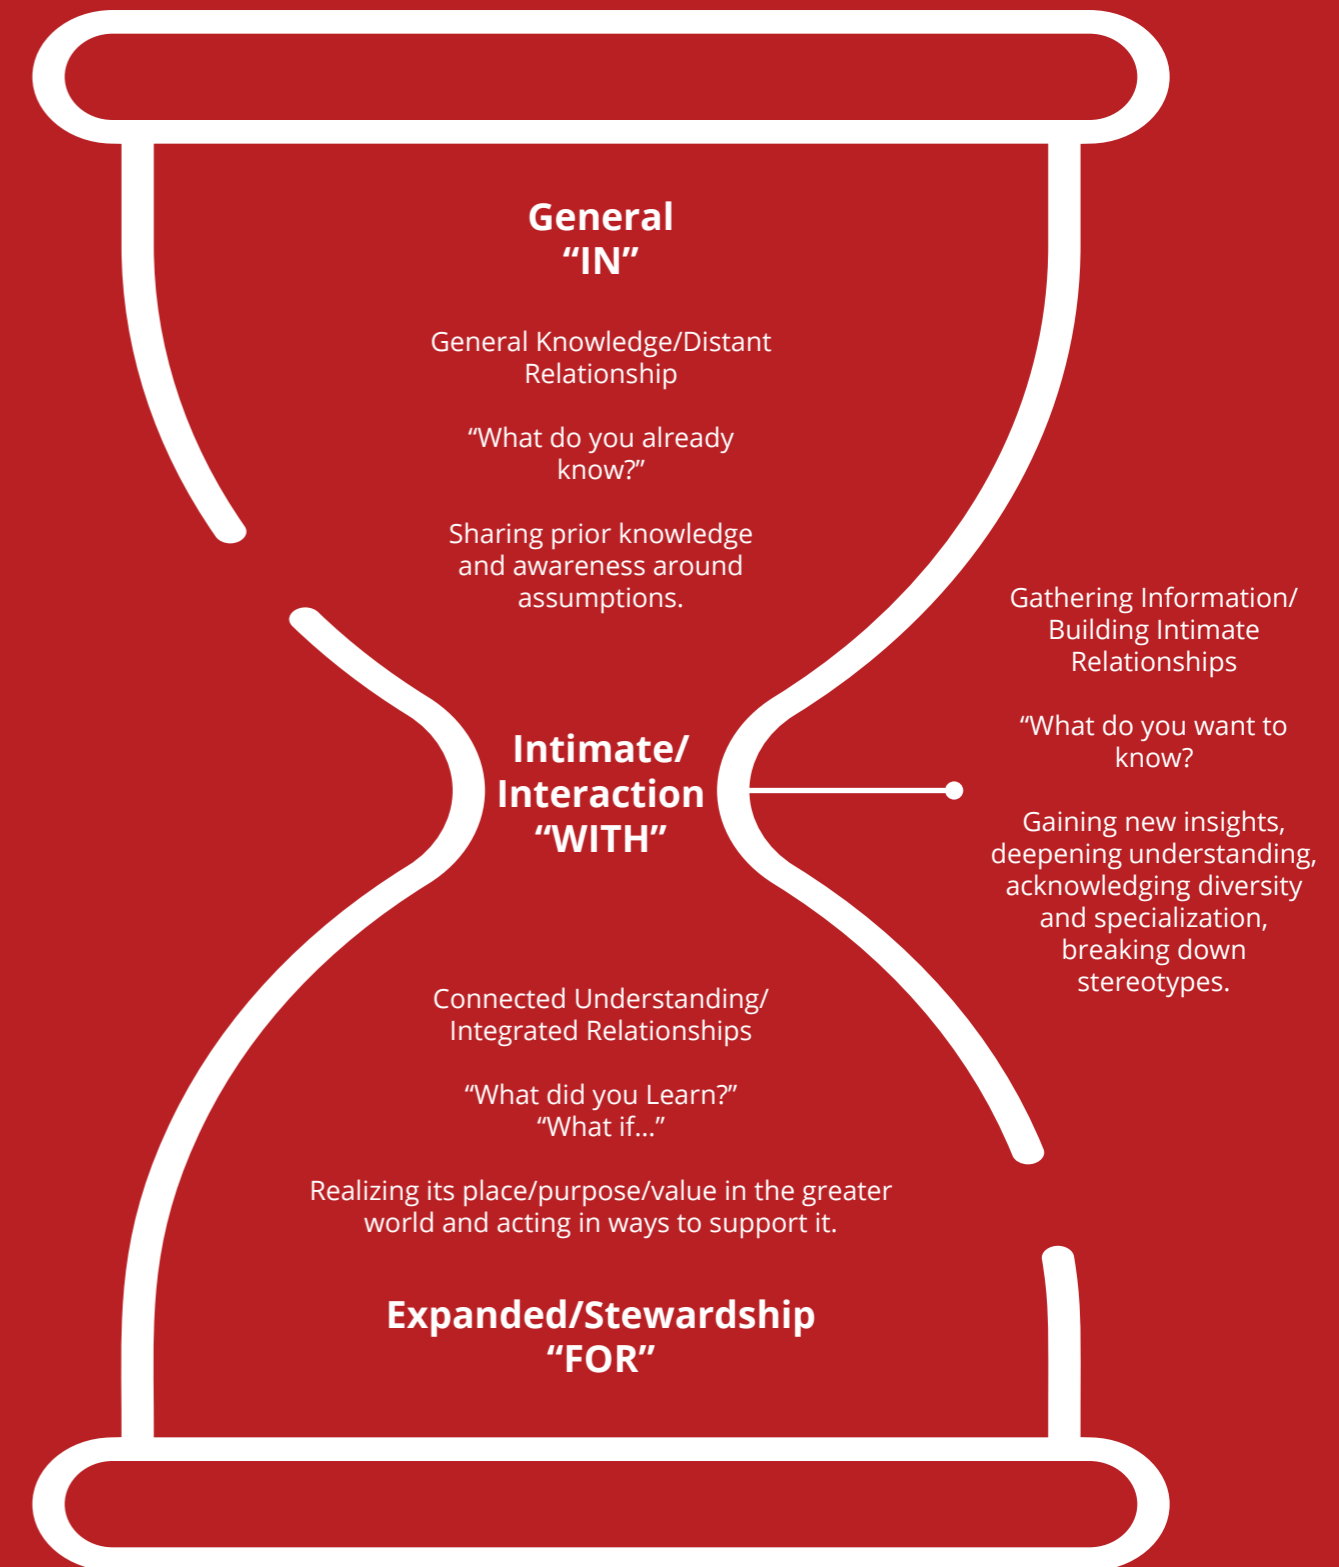 General
“IN”
General Knowledge/Distant
Relationship
“What do you already
know?”
Sharing prior knowledge
and awareness around
assumptions.
Intimate/
Interaction
“WITH”
Gathering Information/
Building Intimate
Relationships
“What do you want to
know?
Gaining new insights,
deepening understanding,
acknowledging diversity
and specialization,
breaking down
stereotypes.
Connected Understanding/
Integrated Relationships
“What did you Learn?”
“What if...”
Realizing its place/purpose/value in the greater
world and acting in ways to support it.
Expanded/Stewardship
“FOR”